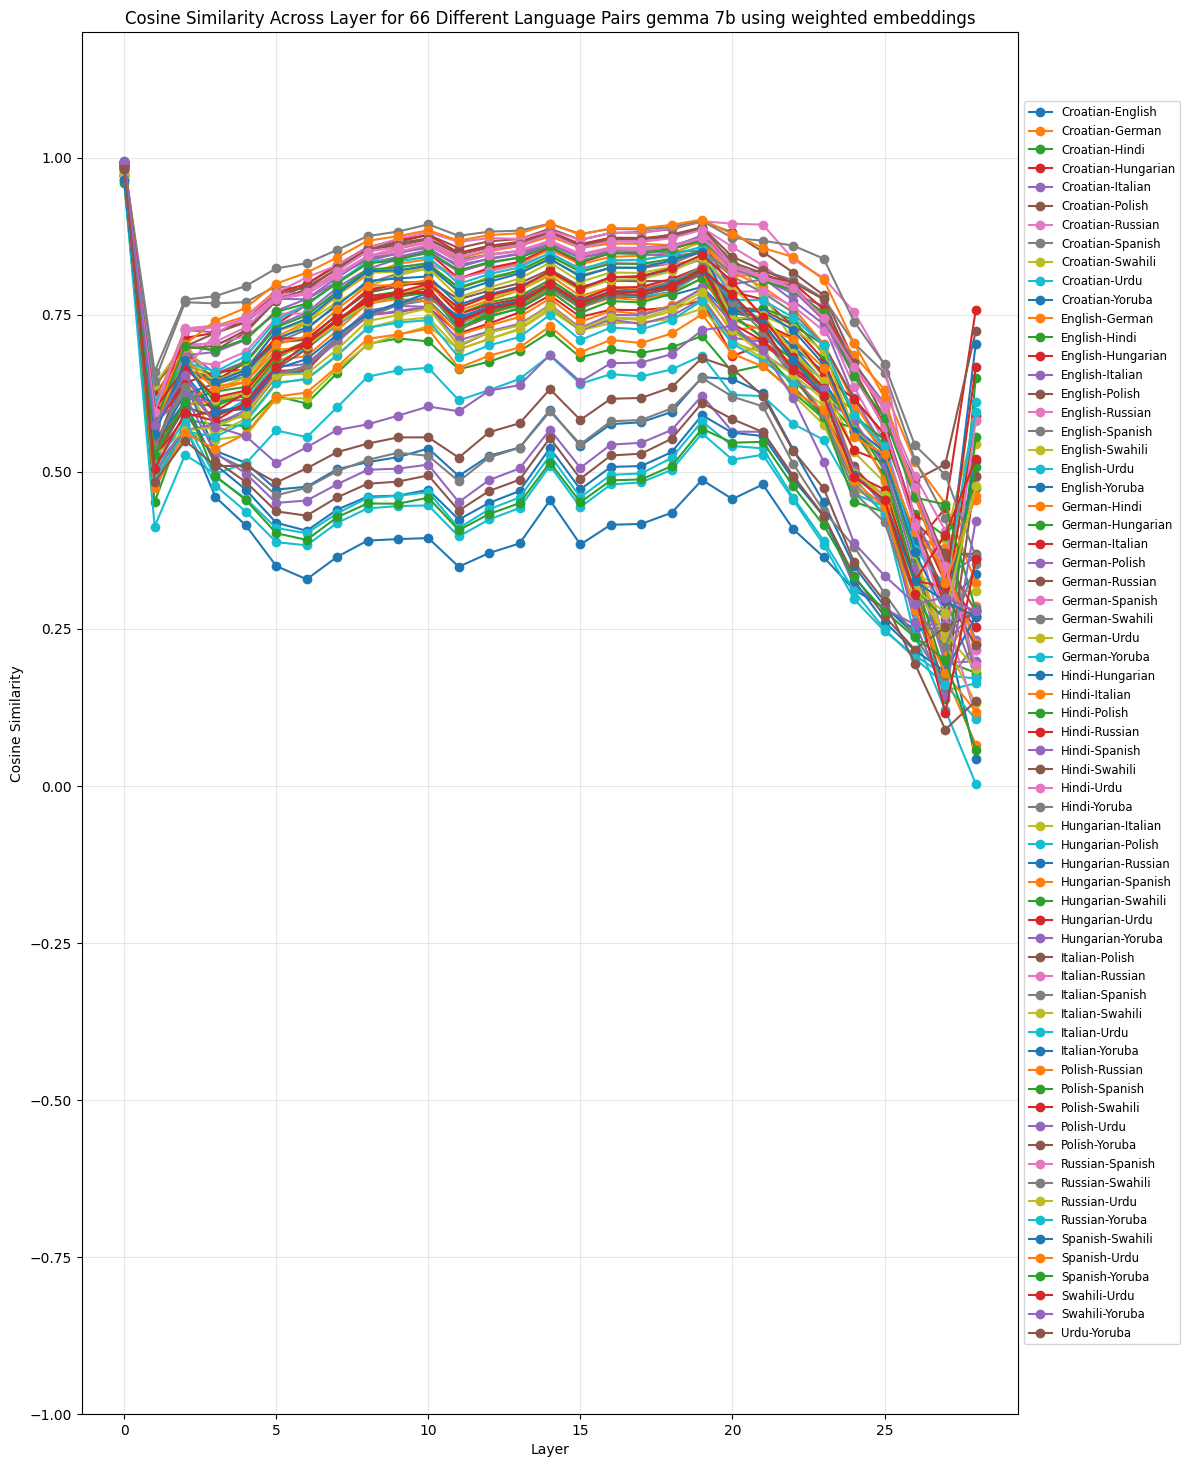 Cosine Similarity Across Layer for 66 Different Language Pairs gemma 7b using weighted embeddings
Cosine Similarity
1.00
0.75
0.50
0.25
0.00
−0.25
−0.50
−0.75
−1.00
0
5
10
15
20
25
Layer
Croatian-English
Croatian-German
Croatian-Hindi
Croatian-Hungarian
Croatian-Italian
Croatian-Polish
Croatian-Russian
Croatian-Spanish
Croatian-Swahili
Croatian-Urdu
Croatian-Yoruba
English-German
English-Hindi
English-Hungarian
English-Italian
English-Polish
English-Russian
English-Spanish
English-Swahili
English-Urdu
English-Yoruba
German-Hindi
German-Hungarian
German-Italian
German-Polish
German-Russian
German-Spanish
German-Swahili
German-Urdu
German-Yoruba
Hindi-Hungarian
Hindi-Italian
Hindi-Polish
Hindi-Russian
Hindi-Spanish
Hindi-Swahili
Hindi-Urdu
Hindi-Yoruba
Hungarian-Italian
Hungarian-Polish
Hungarian-Russian
Hungarian-Spanish
Hungarian-Swahili
Hungarian-Urdu
Hungarian-Yoruba
Italian-Polish
Italian-Russian
Italian-Spanish
Italian-Swahili
Italian-Urdu
Italian-Yoruba
Polish-Russian
Polish-Spanish
Polish-Swahili
Polish-Urdu
Polish-Yoruba
Russian-Spanish
Russian-Swahili
Russian-Urdu
Russian-Yoruba
Spanish-Swahili
Spanish-Urdu
Spanish-Yoruba
Swahili-Urdu
Swahili-Yoruba
Urdu-Yoruba